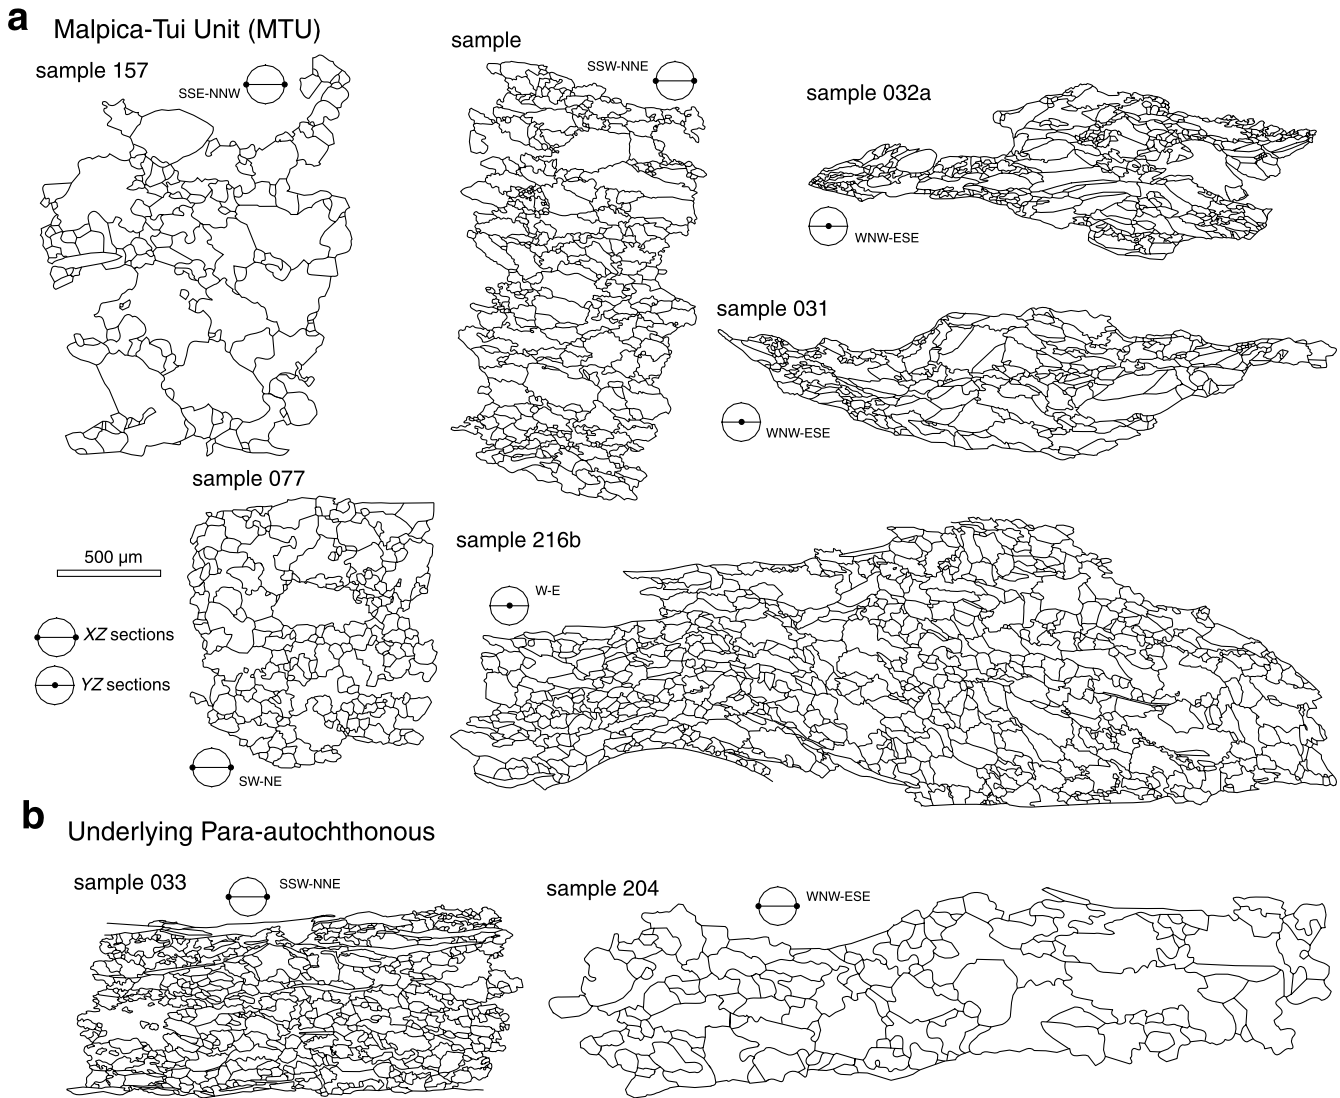 a Malpica-Tui Unit (MTU)
sample 157
SSE-NNW
sample
SSW-NNE
sample 032a
WNW-ESE
sample 031
WNW-ESE
sample 077
500 µm
XZ sections
YZ sections
SW-NE
sample 216b
W-E
b Underlying Para-autochthonous
sample 033
SSW-NNE
sample 204
WNW-ESE